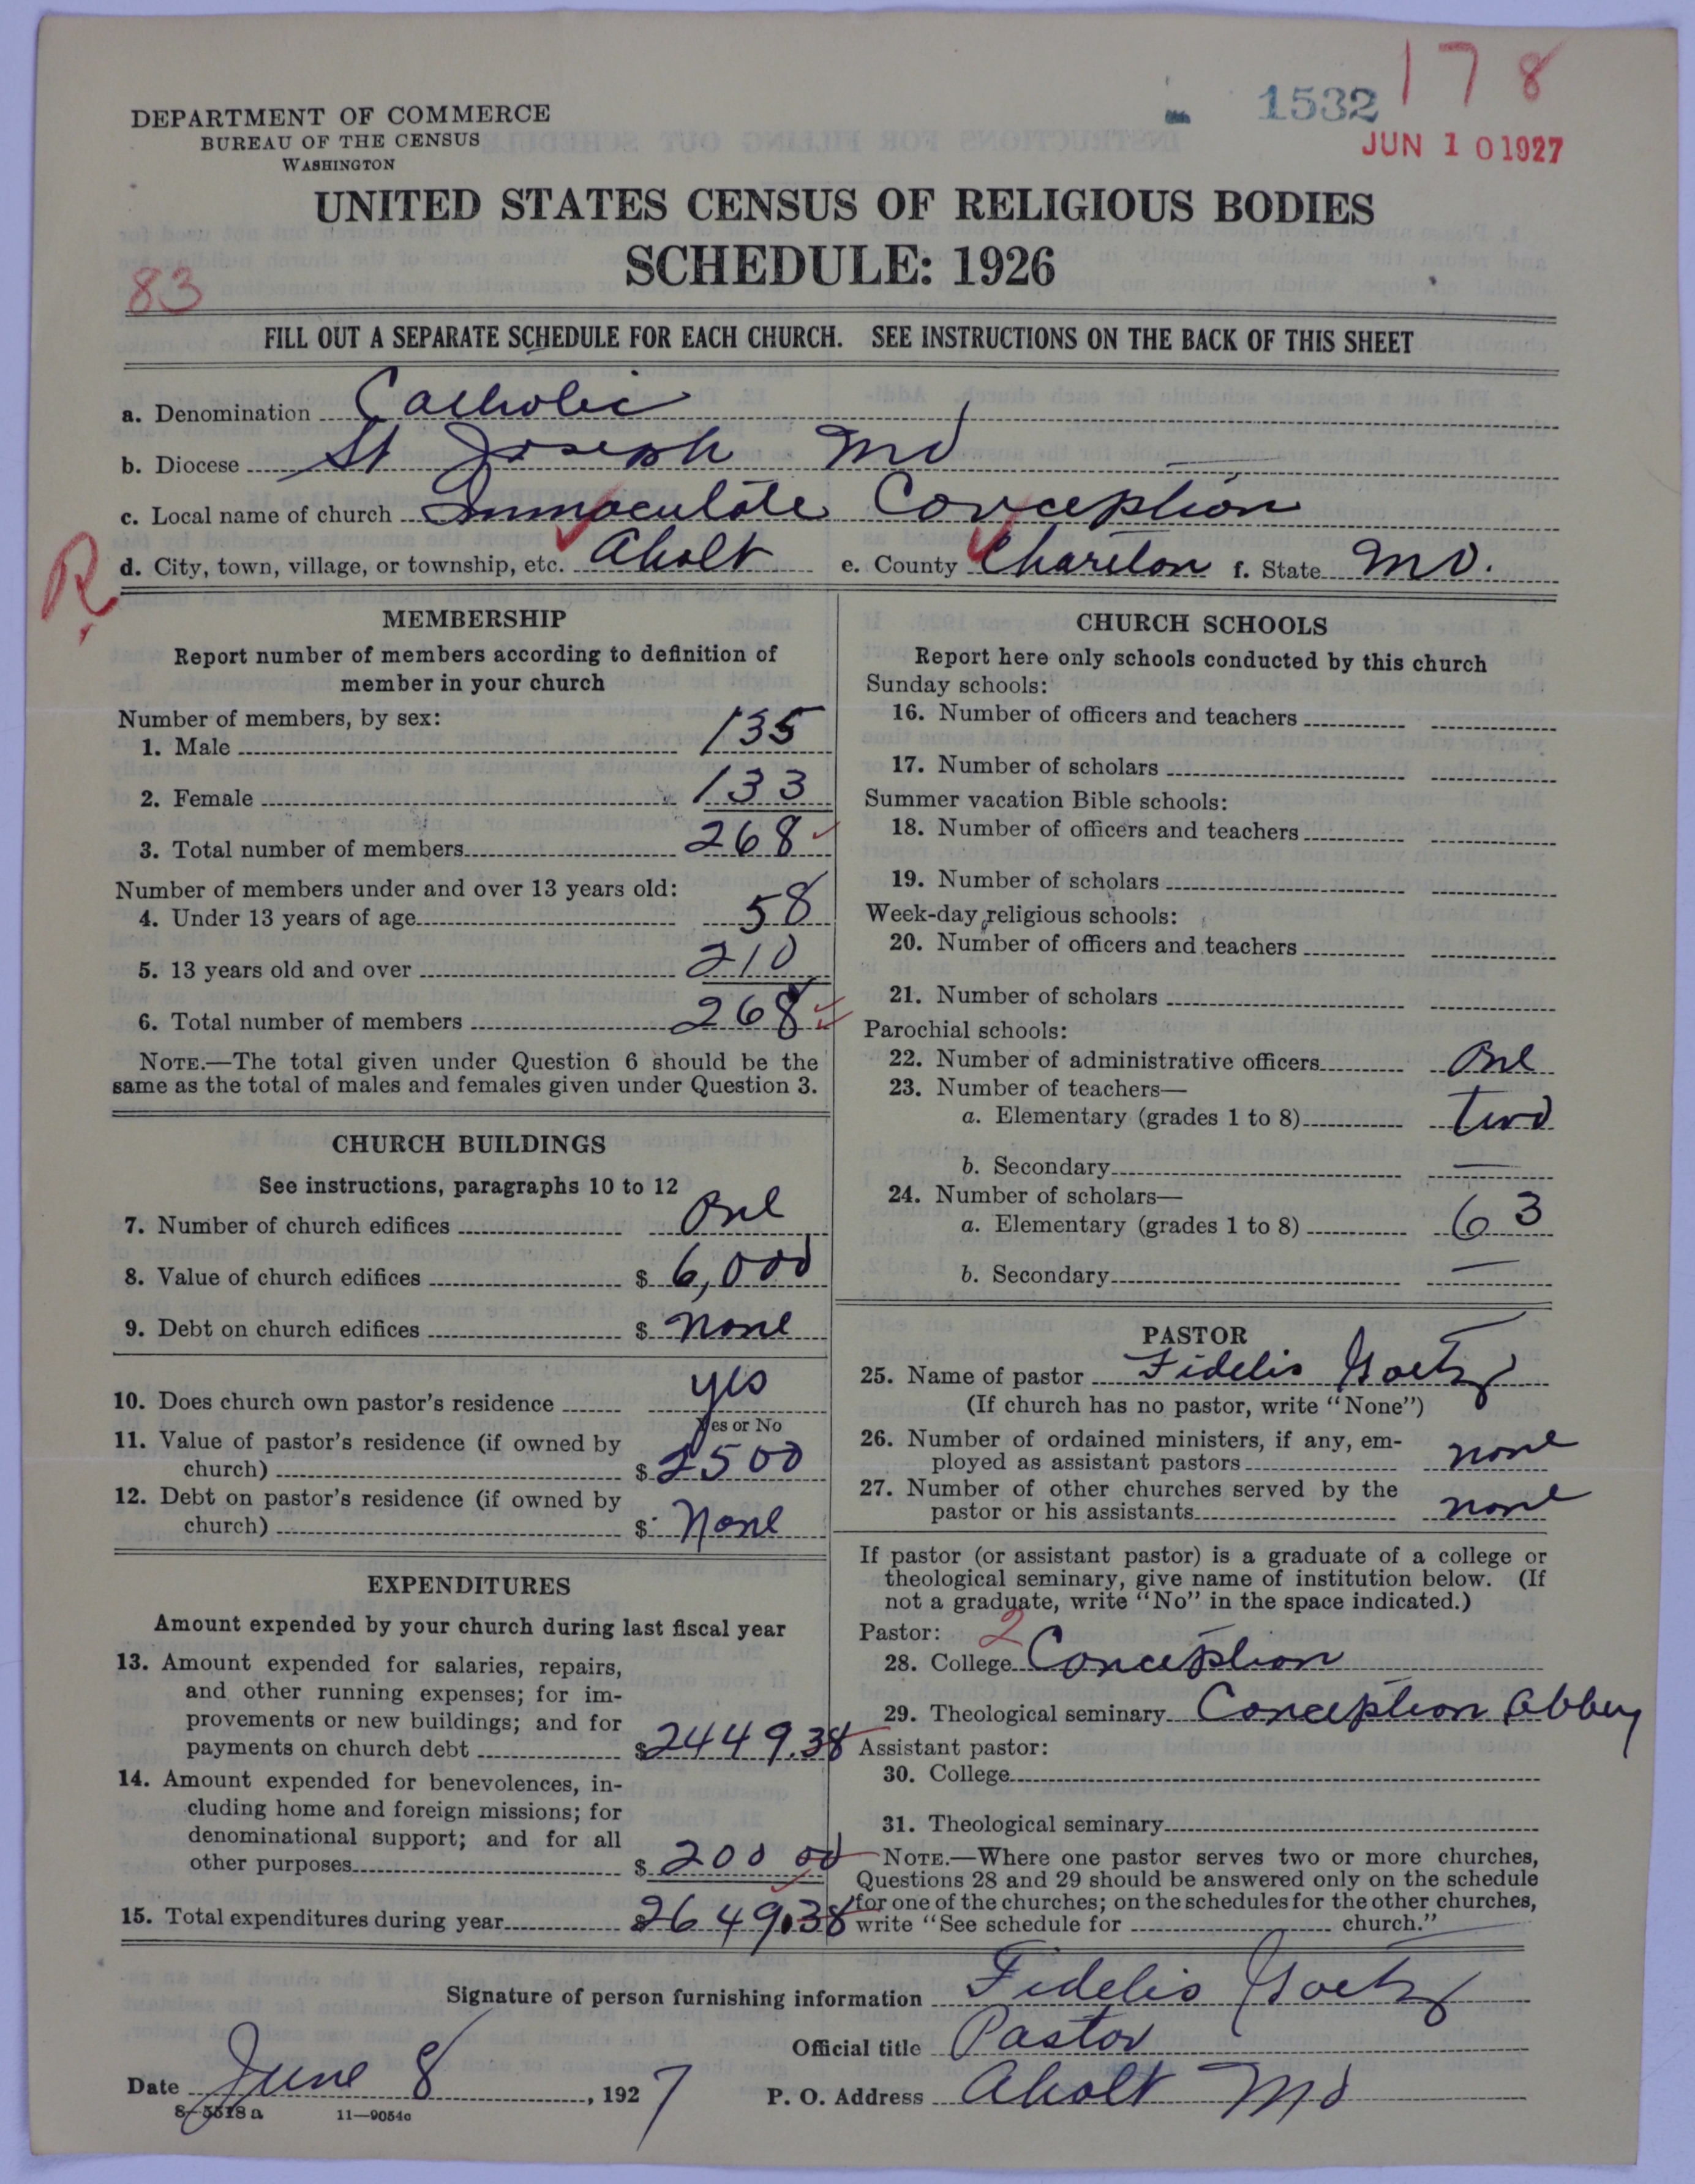 1532
178
JUN 10 1927
DEPARTMENT OF COMMERCE
BUREAU OF THE CENSUS
WASHINGTON
UNITED STATES CENSUS OF RELIGIOUS BODIES
SCHEDULE: 1926
83
FILL OUT A SEPARATE SCHEDULE FOR EACH CHURCH. SEE INSTRUCTIONS ON THE BACK OF THIS SHEET
a. Denomination Catholic
b. Diocese St Joseph Mo
c. Local name of church Immaculate Conception
d. City, town, village, or township, etc. Aholt e. County Chariton f. State Mo.
R
MEMBERSHIP
Report number of members according to definition of
member in your church
Number of members, by sex:
1. Male 135
2. Female 133
3. Total number of members 268
Number of members under and over 13 years old:
4. Under 13 years of age 58
5. 13 years old and over 210
6. Total number of members 268
NOTE.—The total given under Question 6 should be the
same as the total of males and females given under Question 3.
CHURCH BUILDINGS
See instructions, paragraphs 10 to 12
7. Number of church edifices One
8. Value of church edifices $ 6,000
9. Debt on church edifices $ None
10. Does church own pastor's residence yes
Yes or No
11. Value of pastor's residence (if owned by
church) $ 2500
12. Debt on pastor's residence (if owned by
church) $ None
EXPENDITURES
Amount expended by your church during last fiscal year
13. Amount expended for salaries, repairs,
and other running expenses; for im-
provements or new buildings; and for
payments on church debt $ 2449.38
14. Amount expended for benevolences, in-
cluding home and foreign missions; for
denominational support; and for all
other purposes $ 200 00
15. Total expenditures during year $ 2649.38
CHURCH SCHOOLS
Report here only schools conducted by this church
Sunday schools:
16. Number of officers and teachers
17. Number of scholars
Summer vacation Bible schools:
18. Number of officers and teachers
19. Number of scholars
Week-day religious schools:
20. Number of officers and teachers
21. Number of scholars
Parochial schools:
22. Number of administrative officers One
23. Number of teachers—
a. Elementary (grades 1 to 8) two
b. Secondary —
24. Number of scholars—
a. Elementary (grades 1 to 8) 63
b. Secondary —
PASTOR
25. Name of pastor Fidelis Goetz
(If church has no pastor, write "None")
26. Number of ordained ministers, if any, em-
ployed as assistant pastors none
27. Number of other churches served by the
pastor or his assistants none
If pastor (or assistant pastor) is a graduate of a college or
theological seminary, give name of institution below. (If
not a graduate, write "No" in the space indicated.)
Pastor: 2
28. College Conception
29. Theological seminary Conception Abbey
Assistant pastor:
30. College
31. Theological seminary
NOTE.—Where one pastor serves two or more churches,
Questions 28 and 29 should be answered only on the schedule
for one of the churches; on the schedules for the other churches,
write "See schedule for church."
Signature of person furnishing information Fidelis Goetz
Official title Pastor
Date June 8, 1927 P. O. Address Aholt Mo
8-5518 a 11—9054c